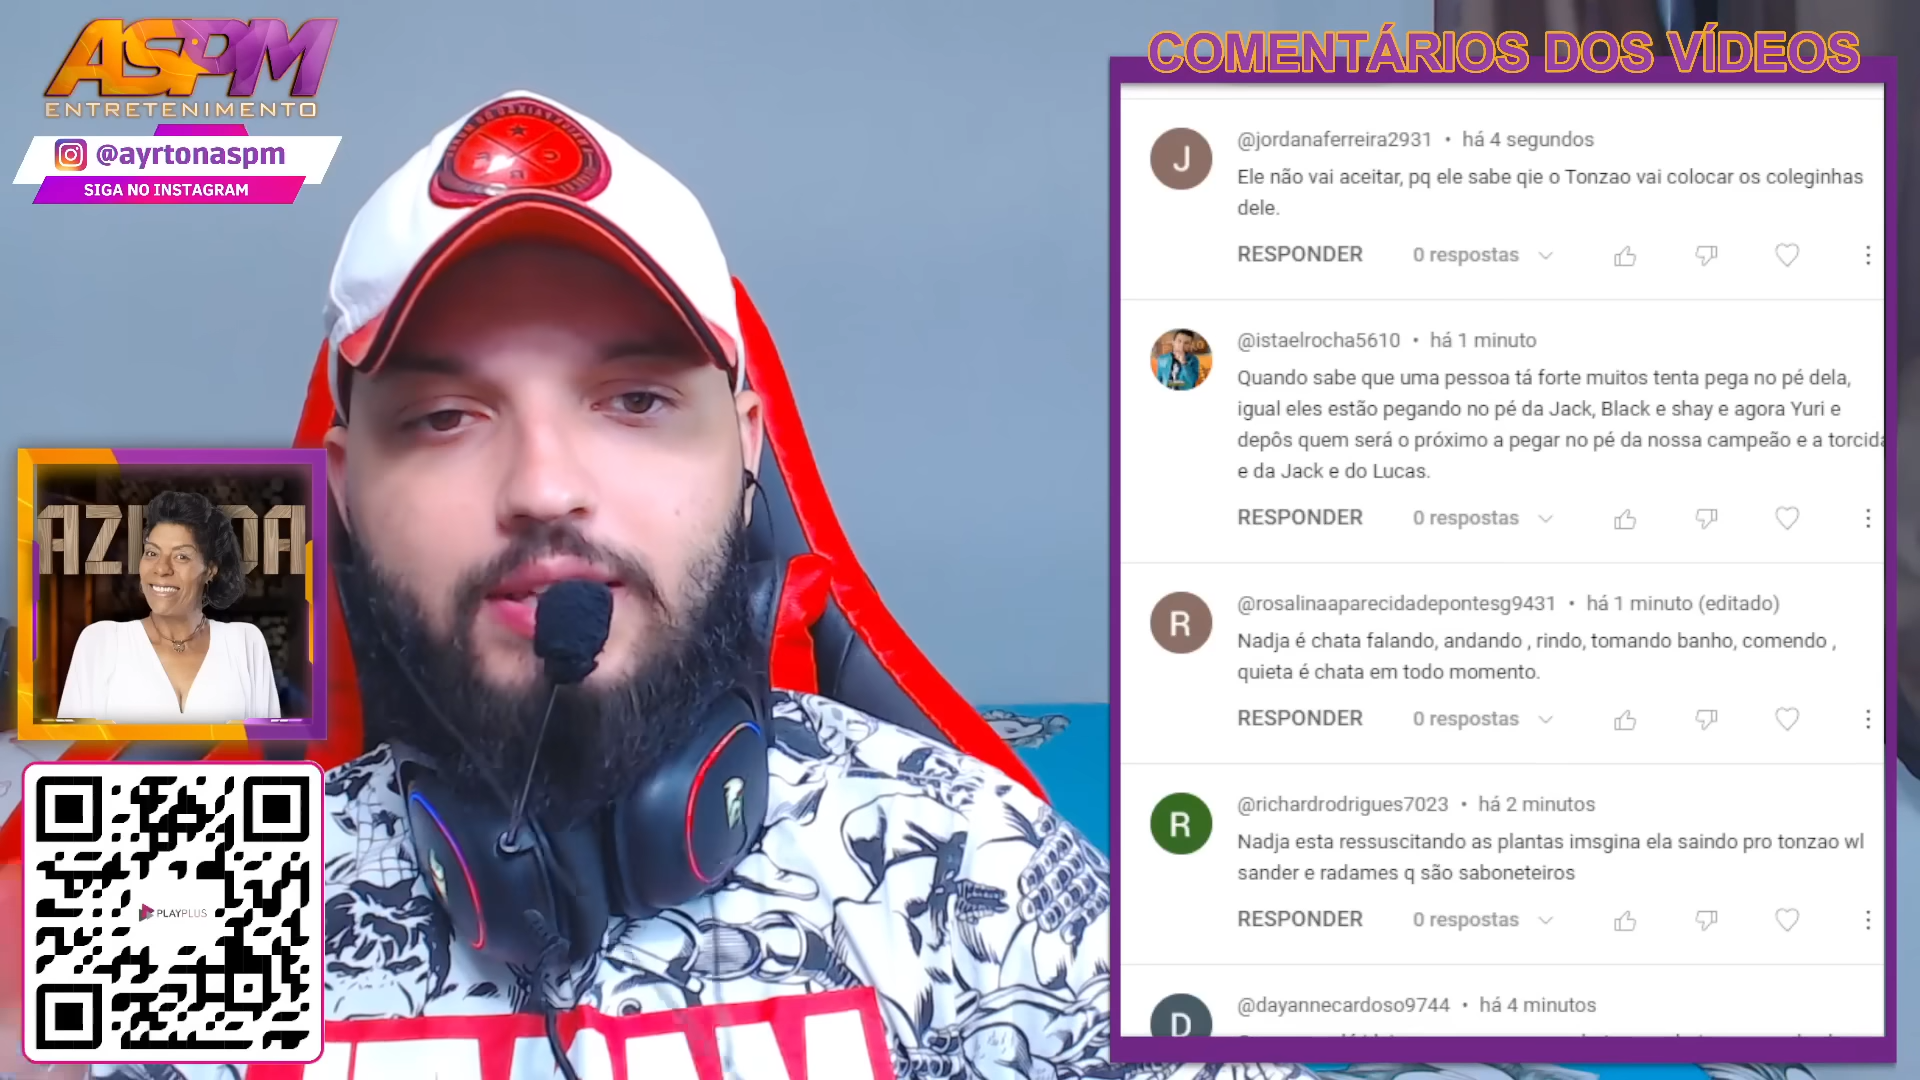 ASPM
ENTRETENIMENTO
@ayrtonaspm
SIGA NO INSTAGRAM
AZENDA
PLAYPLUS
COMENTÁRIOS DOS VÍDEOS
@jordanaferreira2931 • há 4 segundos
Ele não vai aceitar, pq ele sabe qie o Tonzao vai colocar os coleginhas
dele.
RESPONDER 0 respostas
@istaelrocha5610 • há 1 minuto
Quando sabe que uma pessoa tá forte muitos tenta pega no pé dela,
igual eles estão pegando no pé da Jack, Black e shay e agora Yuri e
depôs quem será o próximo a pegar no pé da nossa campeão e a torcida
e da Jack e do Lucas.
RESPONDER 0 respostas
@rosalinaaparecidadepontesg9431 • há 1 minuto (editado)
Nadja é chata falando, andando , rindo, tomando banho, comendo ,
quieta é chata em todo momento.
RESPONDER 0 respostas
@richardrodrigues7023 • há 2 minutos
Nadja esta ressuscitando as plantas imsgina ela saindo pro tonzao wl
sander e radames q são saboneteiros
RESPONDER 0 respostas
@dayannecardoso9744 • há 4 minutos
J
R
R
D